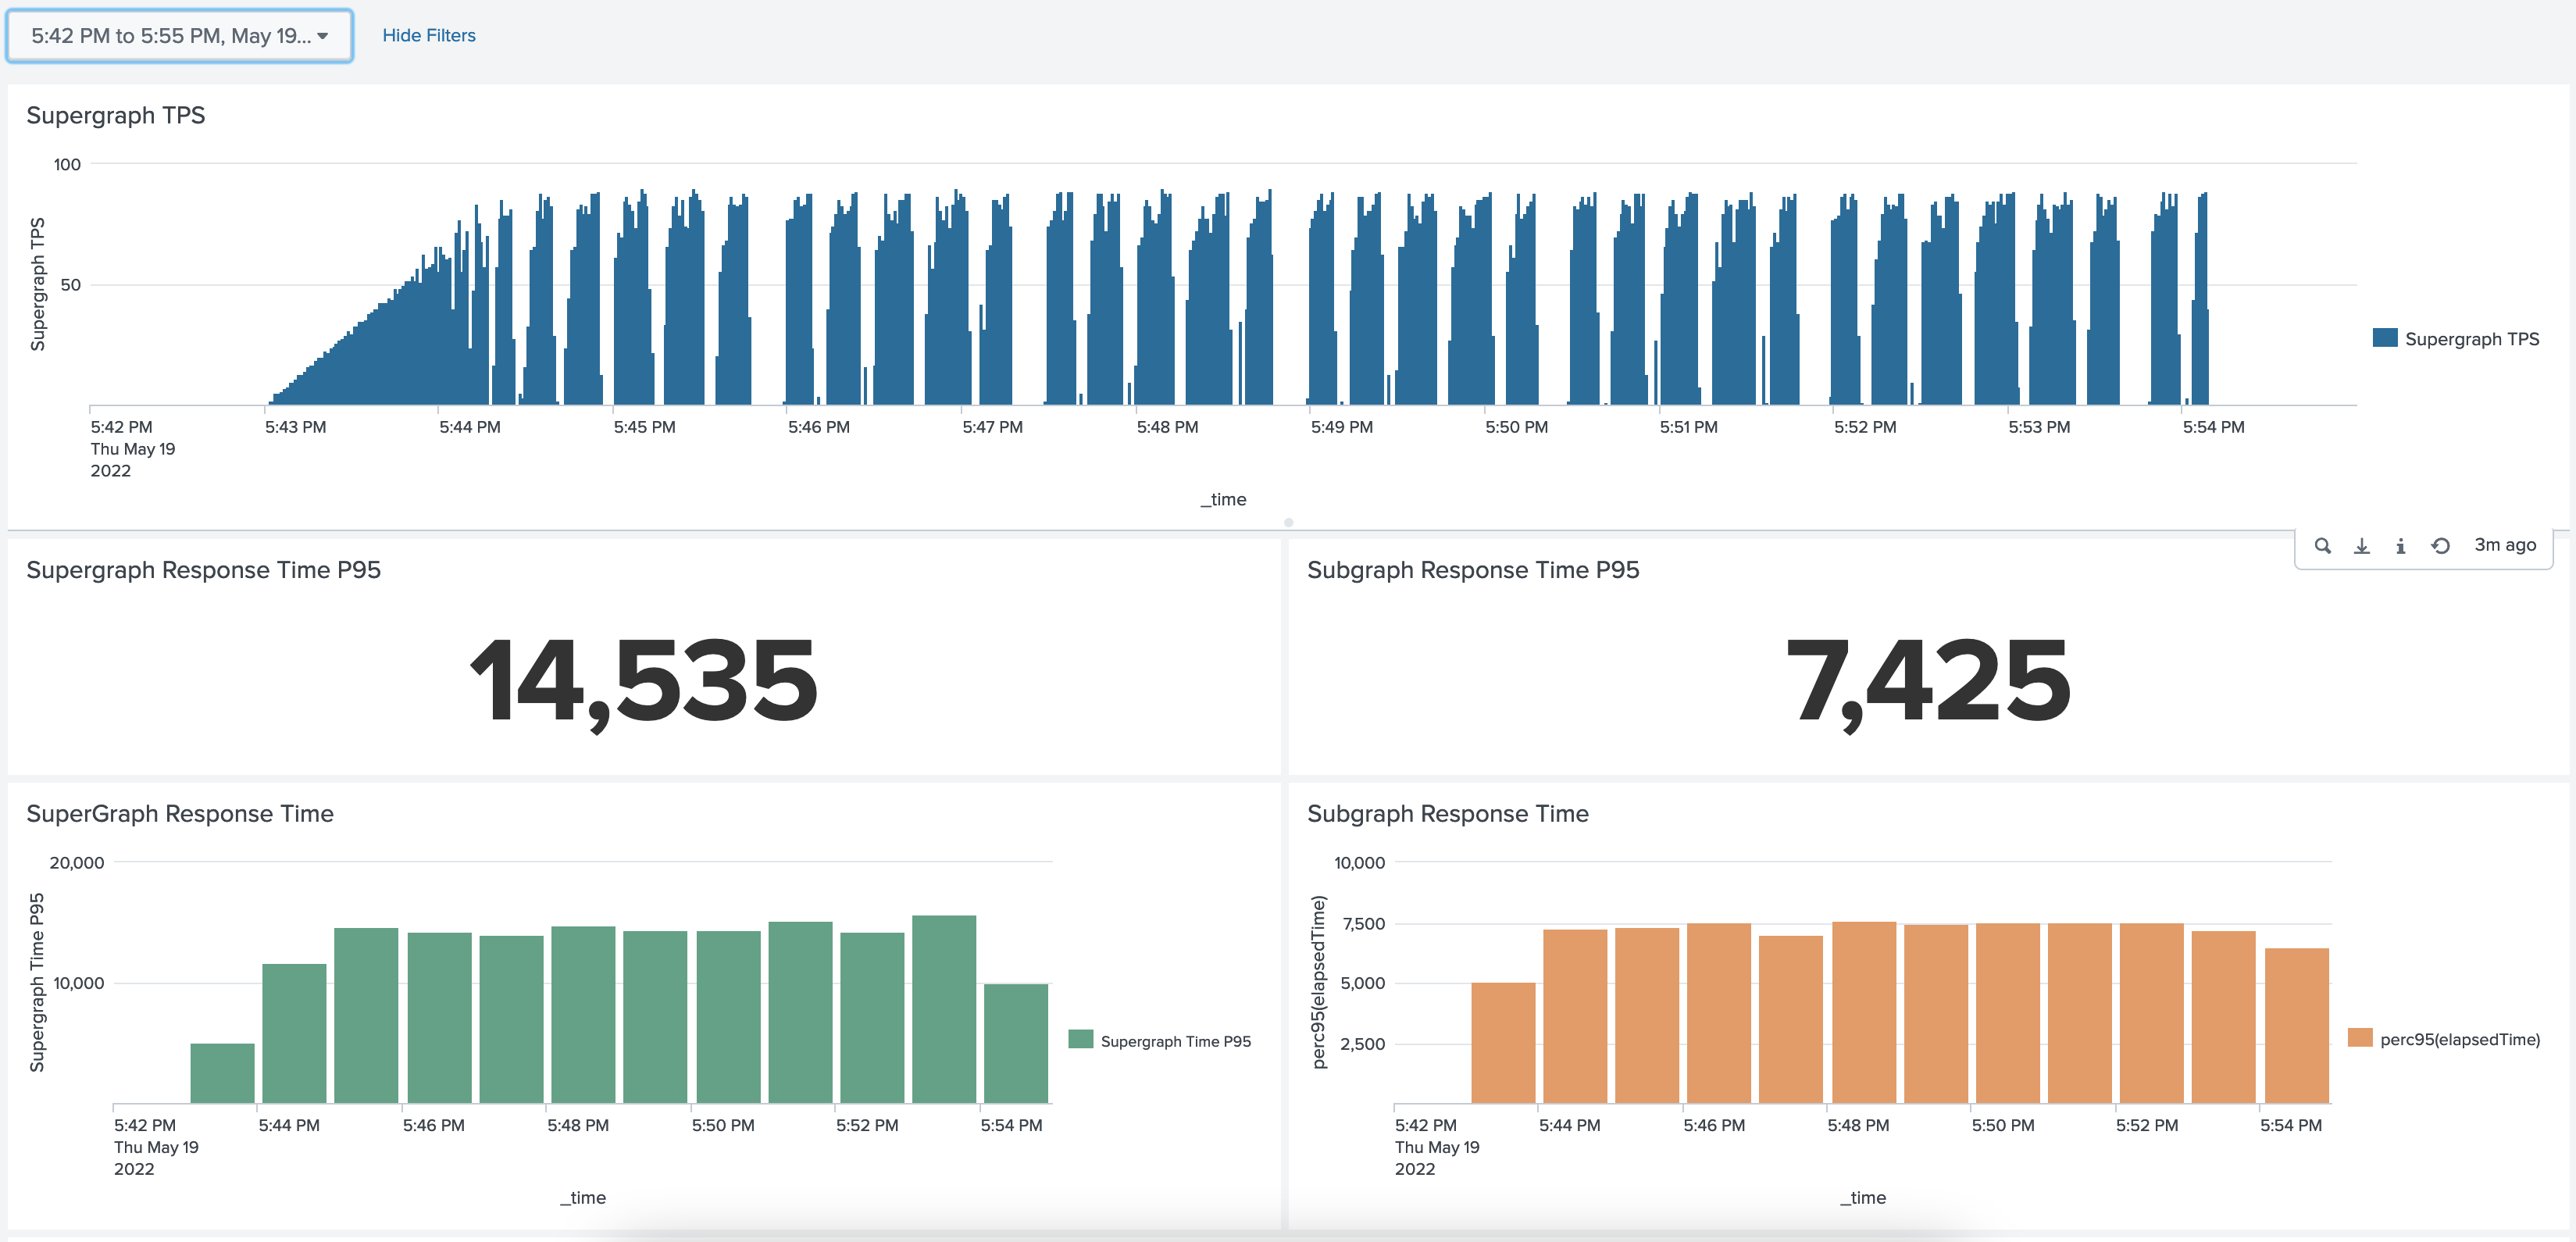 5:42 PM to 5:55 PM, May 19...
Hide Filters
Supergraph TPS
Supergraph TPS
100
50
5:42 PM
Thu May 19
2022
5:43 PM
5:44 PM
5:45 PM
5:46 PM
5:47 PM
5:48 PM
5:49 PM
5:50 PM
5:51 PM
5:52 PM
5:53 PM
5:54 PM
_time
Supergraph TPS
3m ago
Supergraph Response Time P95
14,535
Subgraph Response Time P95
7,425
SuperGraph Response Time
Supergraph Time P95
20,000
10,000
5:42 PM
Thu May 19
2022
5:44 PM
5:46 PM
5:48 PM
5:50 PM
5:52 PM
5:54 PM
_time
Supergraph Time P95
Subgraph Response Time
perc95(elapsedTime)
10,000
7,500
5,000
2,500
5:42 PM
Thu May 19
2022
5:44 PM
5:46 PM
5:48 PM
5:50 PM
5:52 PM
5:54 PM
_time
perc95(elapsedTime)